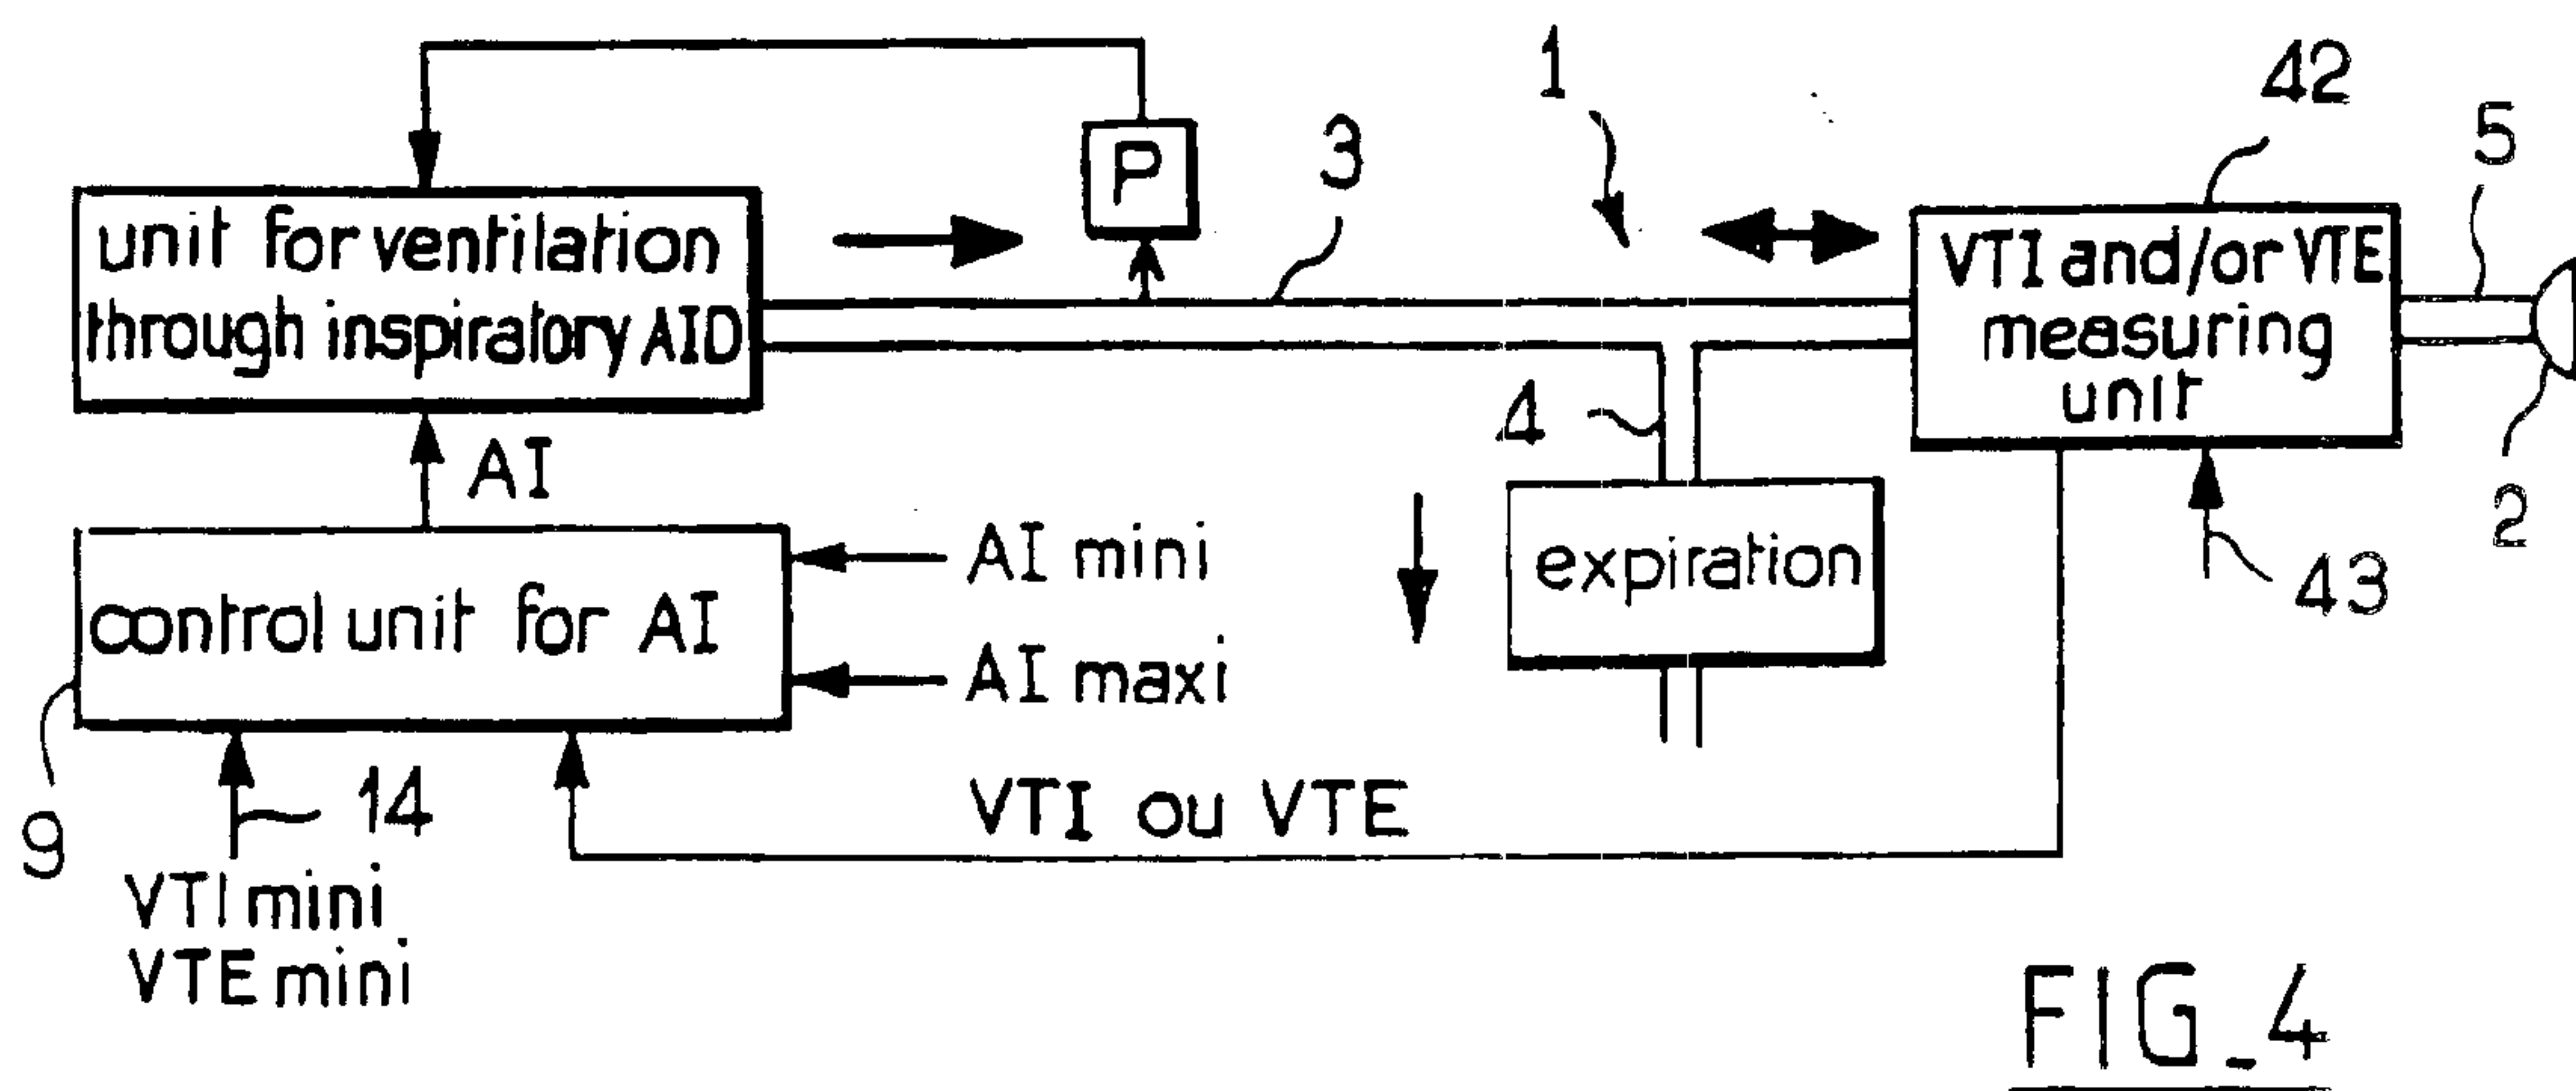 1
42
5
P
3
unit for ventilation
through inspiratory AID
VTI and/or VTE
measuring
unit
4
2
AI
AI mini
expiration
43
control unit for AI
AI maxi
9
14
VTI ou VTE
VTI mini
VTE mini
FIG_4